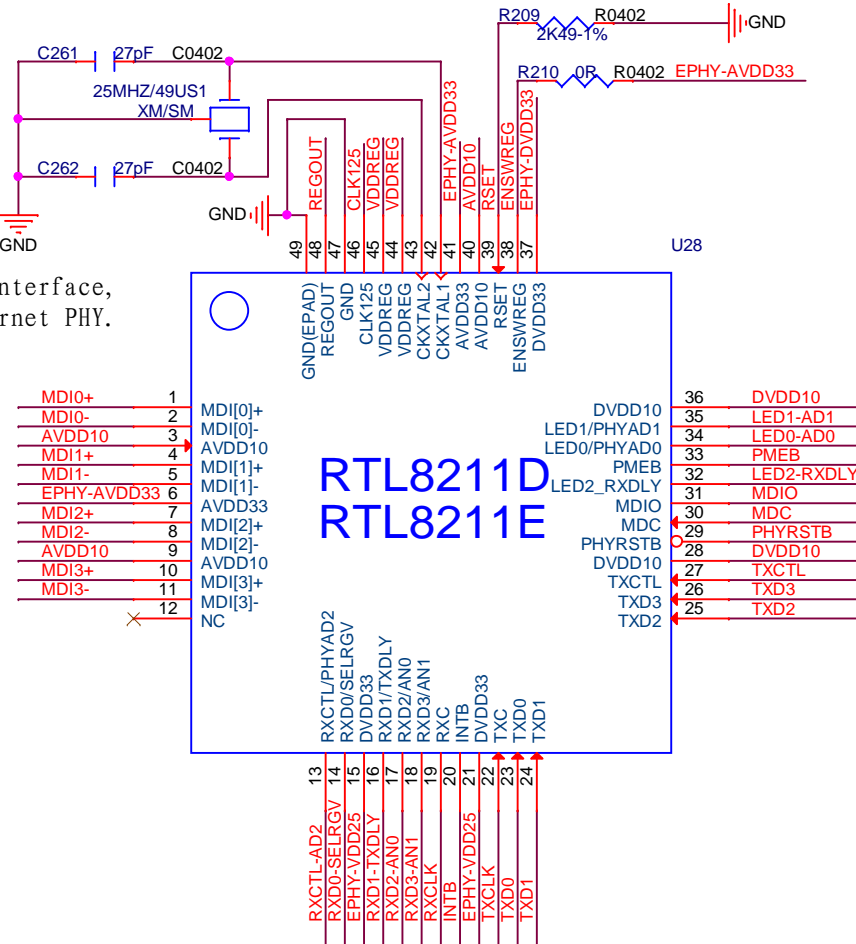 R209 R0402 GND
2K49-1%
C261 27pF C0402
R210 0R R0402 EPHY-AVDD33
25MHZ/49US1
XM/SM
C262 27pF C0402
GND
GND
REGOUT
CLK125
VDDREG
VDDREG
EPHY-AVDD33
AVDD10
RSET
ENSWREG
EPHY-DVDD33
49
48
47
46
45
44
43
42
41
40
39
38
37
U28
nterface,
rnet PHY.
GND(EPAD)
REGOUT
GND
CLK125
VDDREG
VDDREG
CKXTAL2
CKXTAL1
AVDD33
AVDD10
RSET
ENSWREG
DVDD33
MDI0+ 1 MDI[0]+
MDI0- 2 MDI[0]-
AVDD10 3 AVDD10
MDI1+ 4 MDI[1]+
MDI1- 5 MDI[1]-
EPHY-AVDD33 6 AVDD33
MDI2+ 7 MDI[2]+
MDI2- 8 MDI[2]-
AVDD10 9 AVDD10
MDI3+ 10 MDI[3]+
MDI3- 11 MDI[3]-
12 NC
RTL8211D
RTL8211E
DVDD10 36 DVDD10
LED1/PHYAD1 35 LED1-AD1
LED0/PHYAD0 34 LED0-AD0
PMEB 33 PMEB
LED2_RXDLY 32 LED2-RXDLY
MDIO 31 MDIO
MDC 30 MDC
PHYRSTB 29 PHYRSTB
DVDD10 28 DVDD10
TXCTL 27 TXCTL
TXD3 26 TXD3
TXD2 25 TXD2
RXCTL/PHYAD2
RXD0/SELRGV
DVDD33
RXD1/TXDLY
RXD2/AN0
RXD3/AN1
RXC
INTB
DVDD33
TXC
TXD0
TXD1
13
14
15
16
17
18
19
20
21
22
23
24
RXCTL-AD2
RXD0-SELRGV
EPHY-VDD25
RXD1-TXDLY
RXD2-AN0
RXD3-AN1
RXCLK
INTB
EPHY-VDD25
TXCLK
TXD0
TXD1